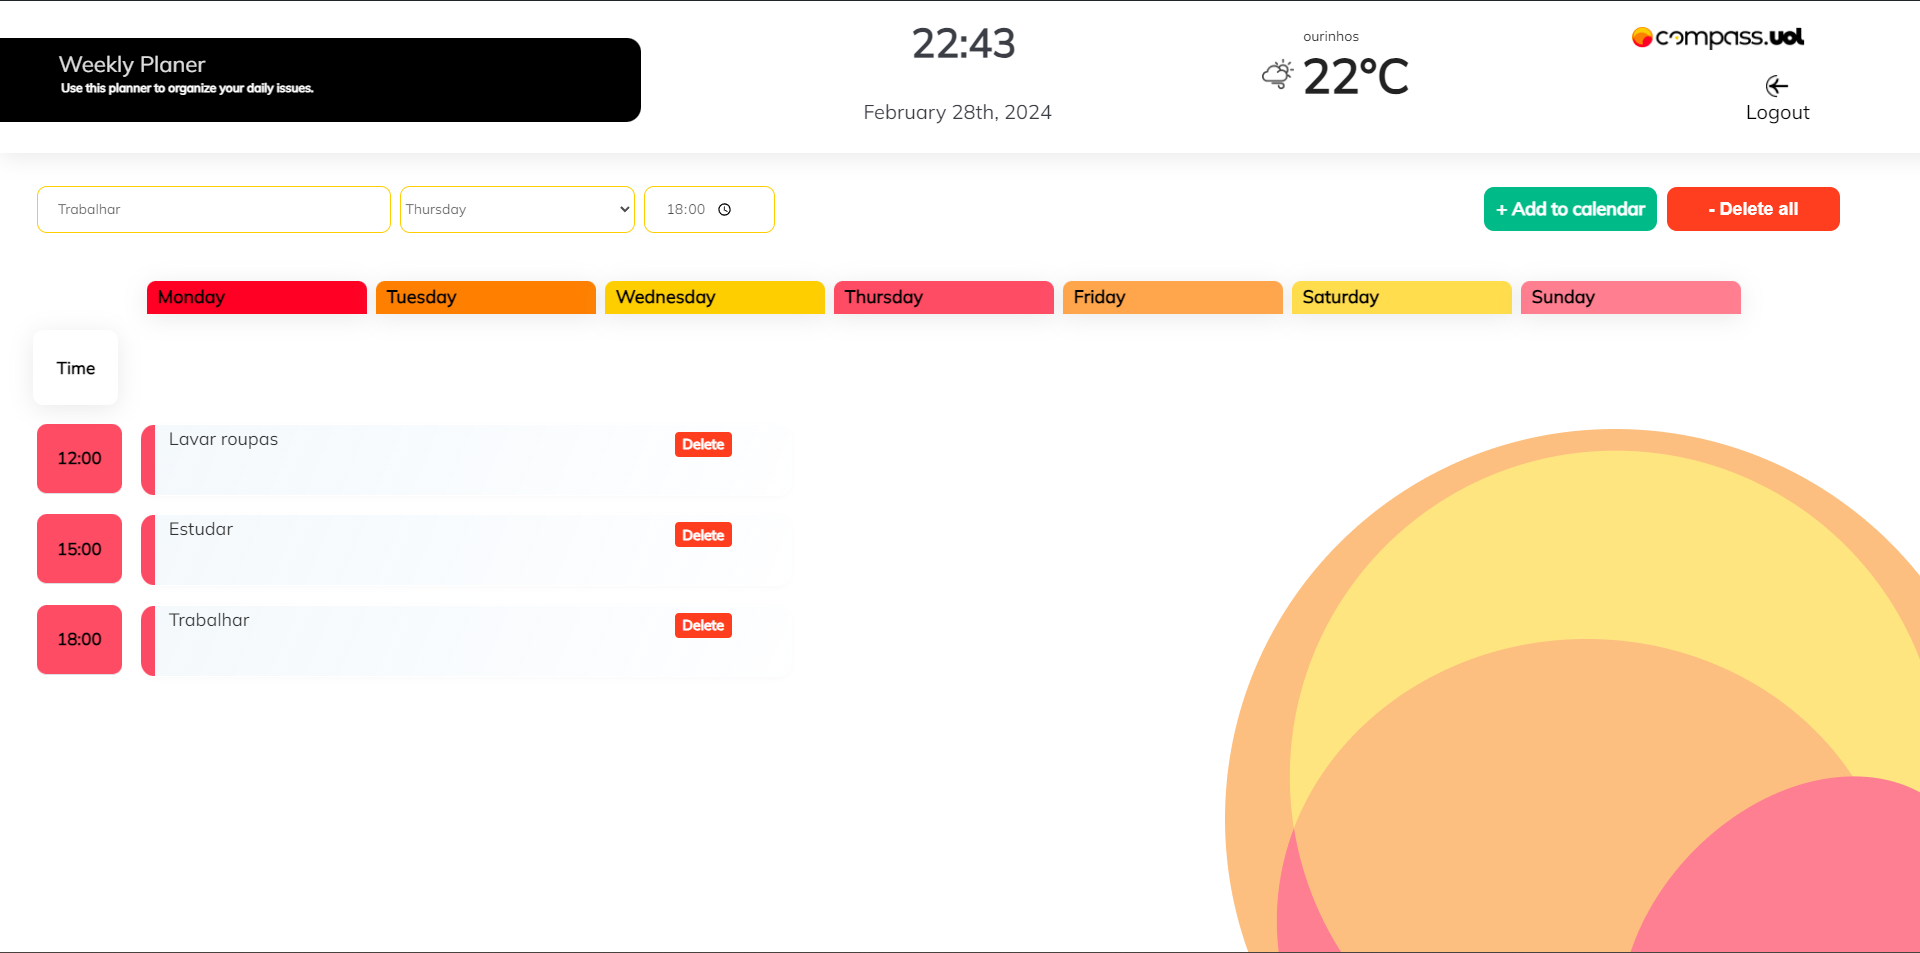 Weekly Planer
Use this planner to organize your daily issues.
22:43
February 28th, 2024
ourinhos
22°C
compass.uol
Logout
Trabalhar
Thursday
18:00
+ Add to calendar
- Delete all
Monday
Tuesday
Wednesday
Thursday
Friday
Saturday
Sunday
Time
12:00
Lavar roupas
Delete
15:00
Estudar
Delete
18:00
Trabalhar
Delete